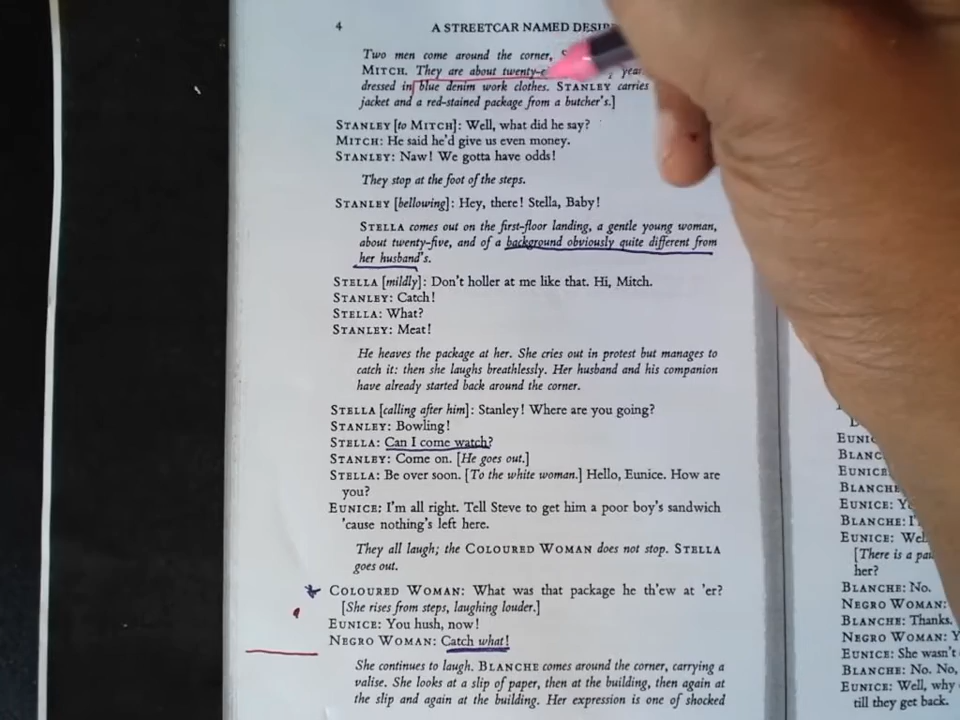 4 A STREETCAR NAMED DESIR
Two men come around the corner,
MITCH. They are about twenty-e
dressed in blue denim work clothes. STANLEY carries
jacket and a red-stained package from a butcher's.]
STANLEY [to MITCH]: Well, what did he say?
MITCH: He said he'd give us even money.
STANLEY: Naw! We gotta have odds!
They stop at the foot of the steps.
STANLEY [bellowing]: Hey, there! Stella, Baby!
STELLA comes out on the first-floor landing, a gentle young woman,
about twenty-five, and of a background obviously quite different from
her husband's.
STELLA [mildly]: Don't holler at me like that. Hi, Mitch.
STANLEY: Catch!
STELLA: What?
STANLEY: Meat!
He heaves the package at her. She cries out in protest but manages to
catch it: then she laughs breathlessly. Her husband and his companion
have already started back around the corner.
STELLA [calling after him]: Stanley! Where are you going?
STANLEY: Bowling!
STELLA: Can I come watch?
STANLEY: Come on. [He goes out.]
STELLA: Be over soon. [To the white woman.] Hello, Eunice. How are
you?
EUNICE: I'm all right. Tell Steve to get him a poor boy's sandwich
'cause nothing's left here.
They all laugh; the COLOURED WOMAN does not stop. STELLA
goes out.
COLOURED WOMAN: What was that package he th'ew at 'er?
[She rises from steps, laughing louder.]
EUNICE: You hush, now!
NEGRO WOMAN: Catch what!
She continues to laugh. BLANCHE comes around the corner, carrying a
valise. She looks at a slip of paper, then at the building, then again at
the slip and again at the building. Her expression is one of shocked
EUNIC
BLANC
EUNICE
BLANCHE
EUNICE: Y
BLANCHE: I'
EUNICE: Wel
[There is a pau
her?
BLANCHE: No.
NEGRO WOMAN:
BLANCHE: Thanks.
NEGRO WOMAN: Y
EUNICE: She wasn't
BLANCHE: No. No,
EUNICE: Well, why
till they get back.